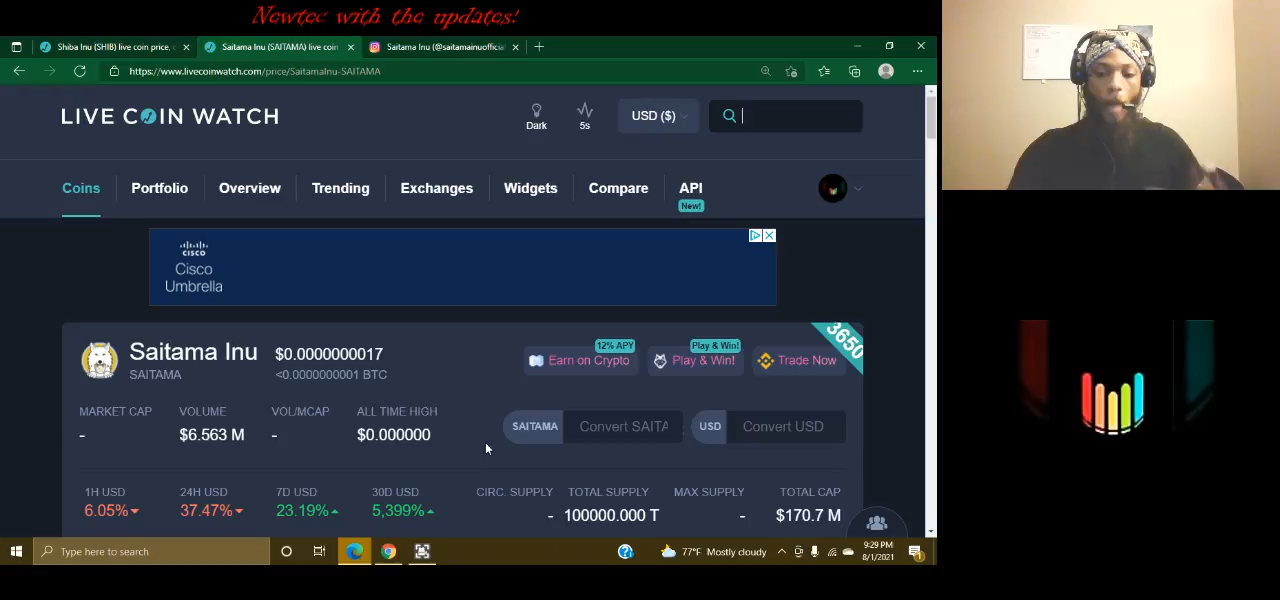 Newtec with the updates!
Shiba Inu (SHIB) live coin price, c
Saitama Inu (SAITAMA) live coin
Saitama Inu (@saitamainuofficia
https://www.livecoinwatch.com/price/SaitamaInu-SAITAMA
LIVE COIN WATCH
Dark
5s
USD ($)
Coins
Portfolio
Overview
Trending
Exchanges
Widgets
Compare
API
New!
cisco
Cisco
Umbrella
Saitama Inu
SAITAMA
$0.0000000017
<0.0000000001 BTC
12% APY
Earn on Crypto
Play & Win!
Play & Win!
Trade Now
3650
MARKET CAP
VOLUME
VOL/MCAP
ALL TIME HIGH
-
$6.563 M
-
$0.000000
SAITAMA
Convert SAITA
USD
Convert USD
1H USD
24H USD
7D USD
30D USD
CIRC. SUPPLY
TOTAL SUPPLY
MAX SUPPLY
TOTAL CAP
6.05%
37.47%
23.19%
5,399%
-
100000.000 T
-
$170.7 M
Type here to search
77°F Mostly cloudy
9:29 PM
8/1/2021